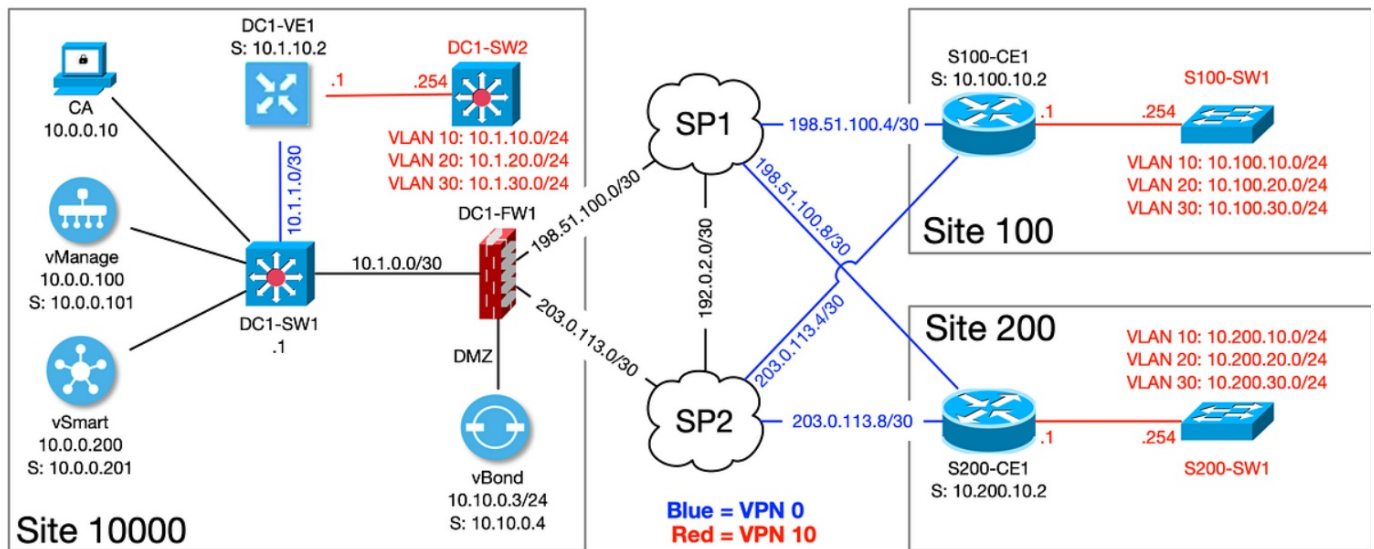 DC1-VE1
S: 10.1.10.2
CA
10.0.0.10
.1
.254
DC1-SW2
VLAN 10: 10.1.10.0/24
VLAN 20: 10.1.20.0/24
VLAN 30: 10.1.30.0/24
10.1.1.0/30
vManage
10.0.0.100
S: 10.0.0.101
DC1-SW1
.1
10.1.0.0/30
DC1-FW1
vSmart
10.0.0.200
S: 10.0.0.201
DMZ
vBond
10.10.0.3/24
S: 10.10.0.4
Site 10000
198.51.100.0/30
203.0.113.0/30
SP1
192.0.2.0/30
SP2
198.51.100.4/30
198.51.100.8/30
203.0.113.4/30
203.0.113.8/30
Blue = VPN 0
Red = VPN 10
S100-CE1
S: 10.100.10.2
.1
.254
S100-SW1
VLAN 10: 10.100.10.0/24
VLAN 20: 10.100.20.0/24
VLAN 30: 10.100.30.0/24
Site 100
Site 200
VLAN 10: 10.200.10.0/24
VLAN 20: 10.200.20.0/24
VLAN 30: 10.200.30.0/24
.1
.254
S200-CE1
S: 10.200.10.2
S200-SW1